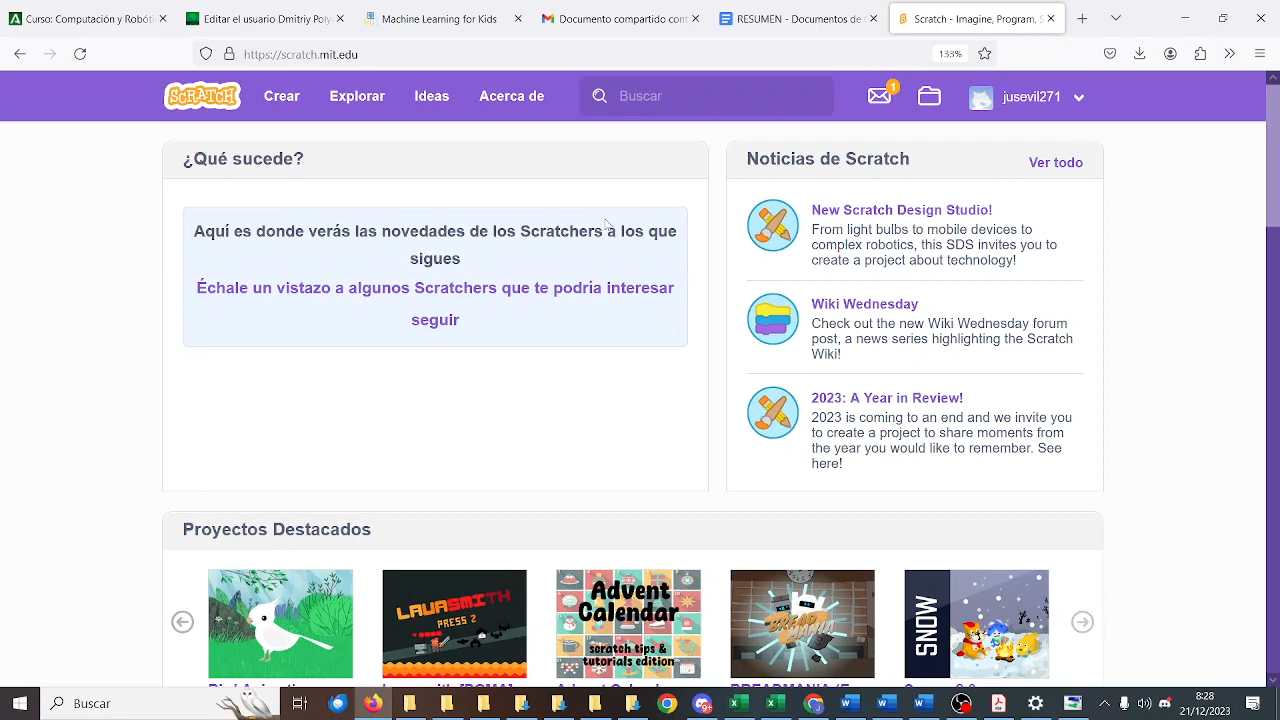 Curso: Computación y Robóti
Editar el usuario Dmitriy Poly
Machine Learning for Kids
Documento compartido cont
RESUMEN - Documentos de
Scratch - Imagine, Program, S
https://scratch.mit.edu
133%
SCRATCH
Crear
Explorar
Ideas
Acerca de
Buscar
1
jusevil271
¿Qué sucede?
Aquí es donde verás las novedades de los Scratchers a los que
sigues
Échale un vistazo a algunos Scratchers que te podría interesar
seguir
Noticias de Scratch
Ver todo
New Scratch Design Studio!
From light bulbs to mobile devices to
complex robotics, this SDS invites you to
create a project about technology!
Wiki Wednesday
Check out the new Wiki Wednesday forum
post, a news series highlighting the Scratch
Wiki!
2023: A Year in Review!
2023 is coming to an end and we invite you
to create a project to share moments from
the year you would like to remember. See
here!
Proyectos Destacados
LAVASMITH
PRESS Z
Advent
Calendar
scratch tips &
tutorials edition
BREAD
MANIA
SNOW
Buscar
8:28
21/12/2023